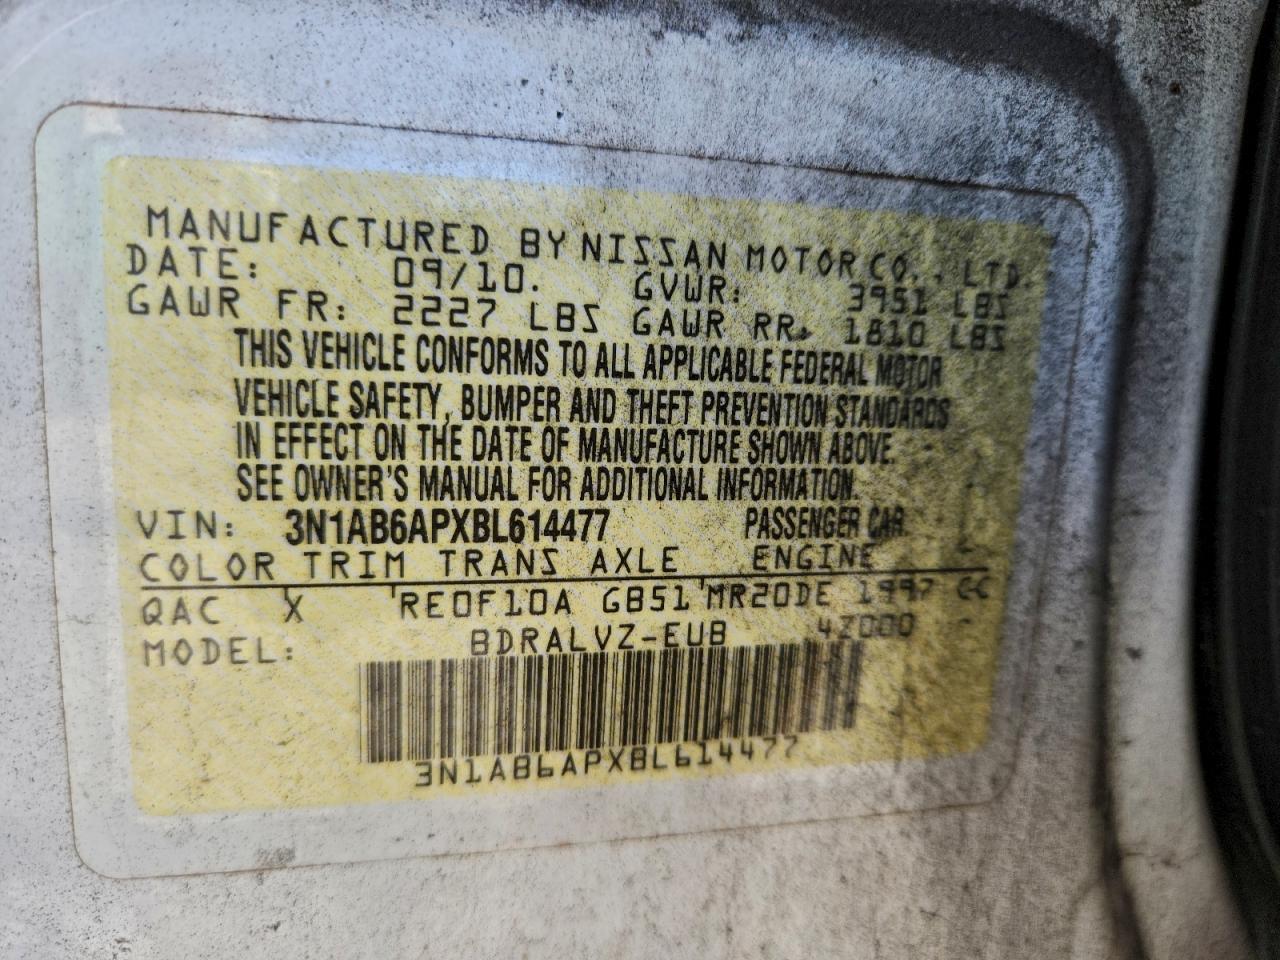 MANUFACTURED BY NISSAN MOTOR CO., LTD.
DATE: 09/10. GVWR: 3951 LBS
GAWR FR: 2227 LBS GAWR RR: 1810 LBS
THIS VEHICLE CONFORMS TO ALL APPLICABLE FEDERAL MOTOR
VEHICLE SAFETY, BUMPER AND THEFT PREVENTION STANDARDS
IN EFFECT ON THE DATE OF MANUFACTURE SHOWN ABOVE.
SEE OWNER'S MANUAL FOR ADDITIONAL INFORMATION.
VIN: 3N1AB6APXBL614477 PASSENGER CAR
COLOR TRIM TRANS AXLE ENGINE
QAC X RE0F10A GB51 MR20DE 1997 CC
MODEL: BDRALVZ-EUB 4Z000 -
3N1AB6APXBL614477